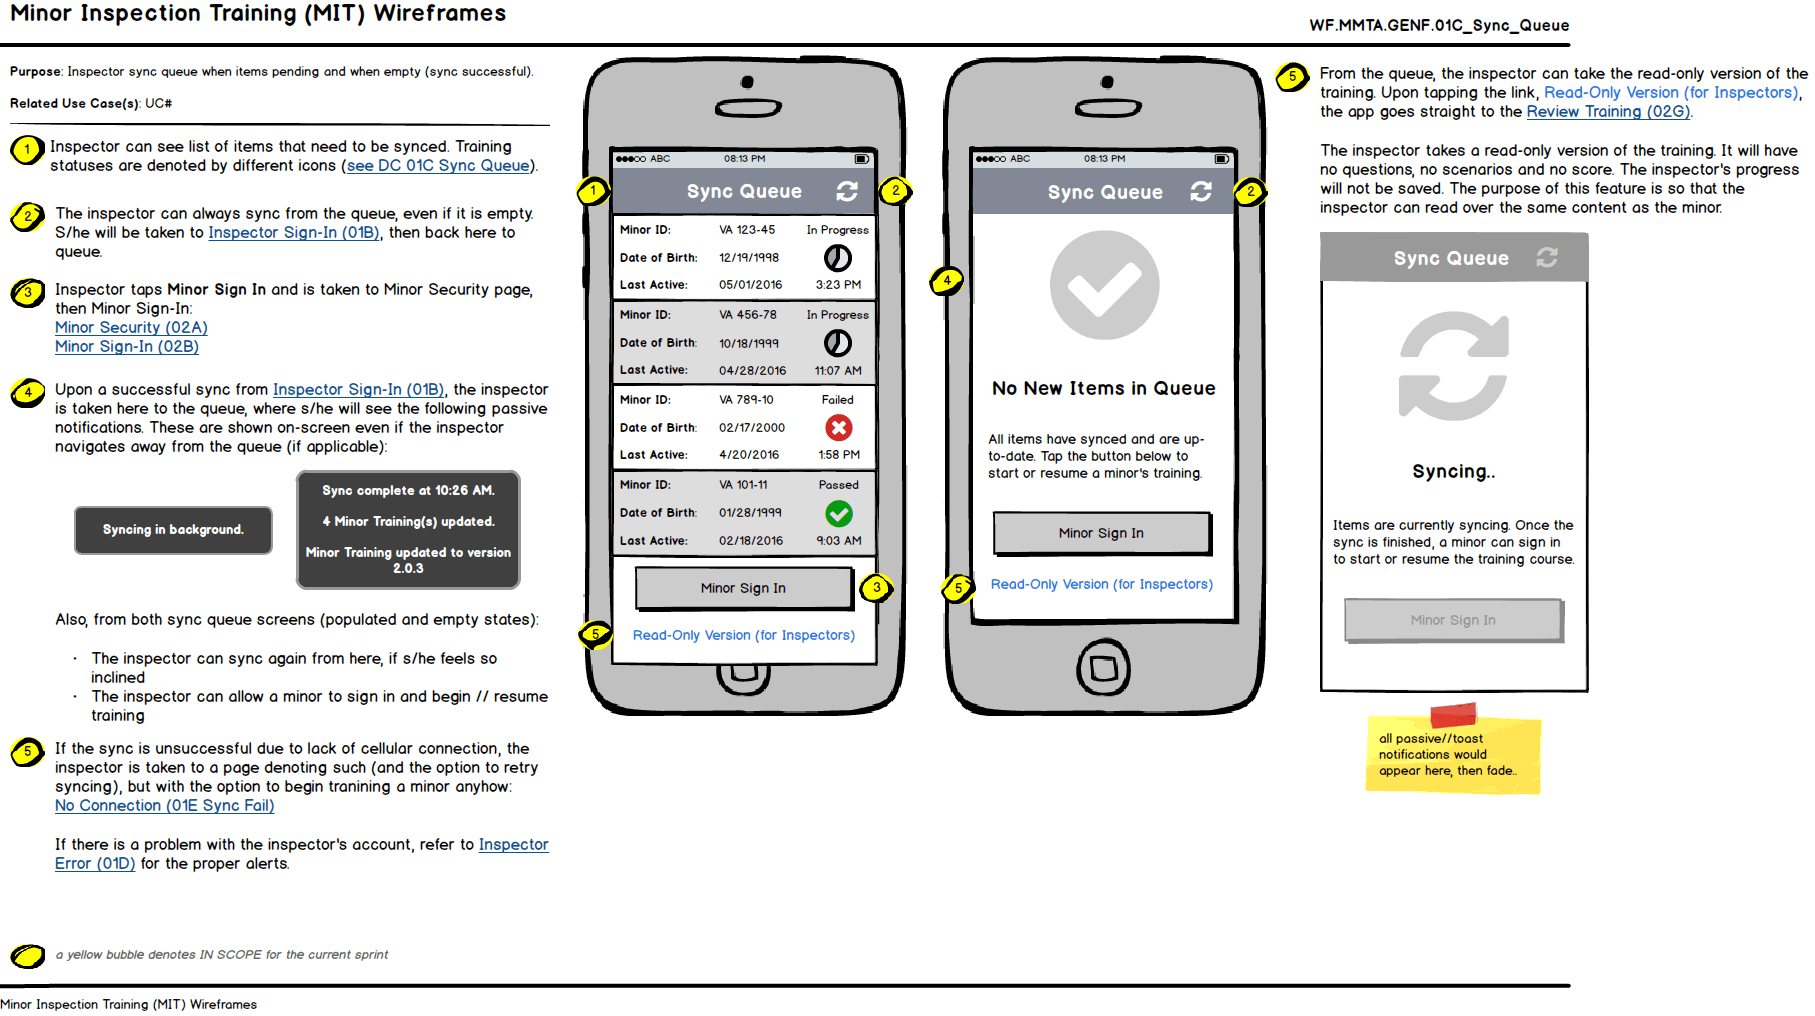 Minor Inspection Training (MIT) Wireframes
WF.MMTA.GENF.01C_Sync_Queue
Purpose: Inspector sync queue when items pending and when empty (sync successful).
Related Use Case(s): UC#
1
Inspector can see list of items that need to be synced. Training
statuses are denoted by different icons (see DC 01C Sync Queue).
2
The inspector can always sync from the queue, even if it is empty.
S/he will be taken to Inspector Sign-In (01B), then back here to
queue.
3
Inspector taps Minor Sign In and is taken to Minor Security page,
then Minor Sign-In:
Minor Security (02A)
Minor Sign-In (02B)
4
Upon a successful sync from Inspector Sign-In (01B), the inspector
is taken here to the queue, where s/he will see the following passive
notifications. These are shown on-screen even if the inspector
navigates away from the queue (if applicable):
Syncing in background.
Sync complete at 10:26 AM.
4 Minor Training(s) updated.
Minor Training updated to version
2.0.3
Also, from both sync queue screens (populated and empty states):
· The inspector can sync again from here, if s/he feels so
inclined
· The inspector can allow a minor to sign in and begin // resume
training
5
If the sync is unsuccessful due to lack of cellular connection, the
inspector is taken to a page denoting such (and the option to retry
syncing), but with the option to begin tranining a minor anyhow:
No Connection (01E Sync Fail)
If there is a problem with the inspector's account, refer to Inspector
Error (01D) for the proper alerts.
a yellow bubble denotes IN SCOPE for the current sprint
Minor Inspection Training (MIT) Wireframes
ABC 08:13 PM
1
Sync Queue
2
Minor ID: VA 123-45 In Progress
Date of Birth: 12/19/1998
Last Active: 05/01/2016 3:23 PM
Minor ID: VA 456-78 In Progress
Date of Birth: 10/18/1999
Last Active: 04/28/2016 11:07 AM
Minor ID: VA 789-10 Failed
Date of Birth: 02/17/2000
Last Active: 4/20/2016 1:58 PM
Minor ID: VA 101-11 Passed
Date of Birth: 01/28/1999
Last Active: 02/18/2016 9:03 AM
Minor Sign In
3
5
Read-Only Version (for Inspectors)
ABC 08:13 PM
Sync Queue
2
4
No New Items in Queue
All items have synced and are up-
to-date. Tap the button below to
start or resume a minor's training.
Minor Sign In
5
Read-Only Version (for Inspectors)
5
From the queue, the inspector can take the read-only version of the
training. Upon tapping the link, Read-Only Version (for Inspectors),
the app goes straight to the Review Training (02G).
The inspector takes a read-only version of the training. It will have
no questions, no scenarios and no score. The inspector's progress
will not be saved. The purpose of this feature is so that the
inspector can read over the same content as the minor.
Sync Queue
Syncing..
Items are currently syncing. Once the
sync is finished, a minor can sign in
to start or resume the training course.
Minor Sign In
all passive//toast
notifications would
appear here, then fade..